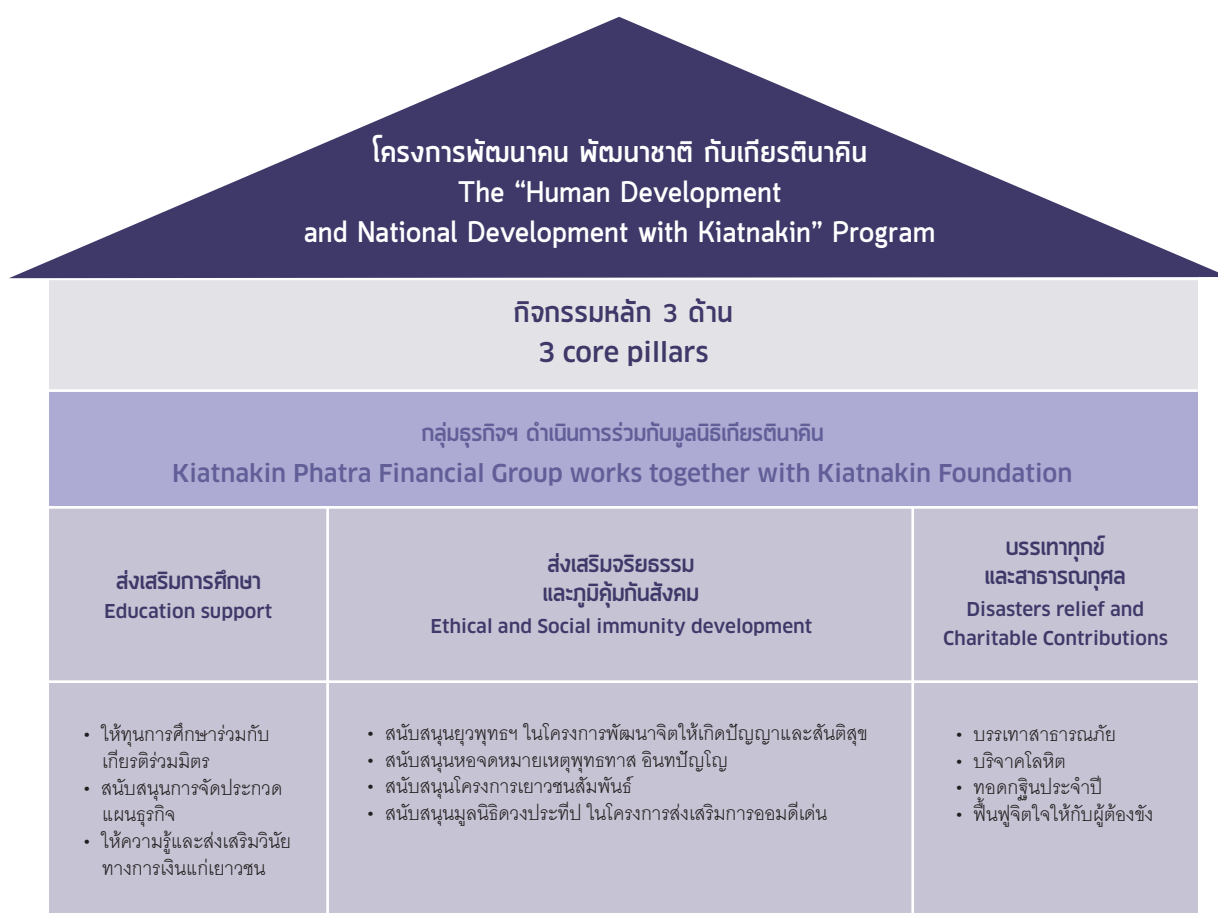 โครงการพัฒนาคน พัฒนาชาติ กับเกียรตินาคิน
The “Human Development
and National Development with Kiatnakin” Program
กิจกรรมหลัก 3 ด้าน
3 core pillars
กลุ่มธุรกิจฯ ดำเนินการร่วมกับมูลนิธิเกียรตินาคิน
Kiatnakin Phatra Financial Group works together with Kiatnakin Foundation
ส่งเสริมการศึกษา
Education support
ส่งเสริมจริยธรรม
และภูมิคุ้มกันสังคม
Ethical and Social immunity development
บรรเทาทุกข์
และสาธารณกุศล
Disasters relief and
Charitable Contributions
• ให้ทุนการศึกษาร่วมกับ
เกียรติร่วมมิตร
• สนับสนุนการจัดประกวด
แผนธุรกิจ
• ให้ความรู้และส่งเสริมวินัย
ทางการเงินแก่เยาวชน
• สนับสนุนยุวพุทธฯ ในโครงการพัฒนาจิตให้เกิดปัญญาและสันติสุข
• สนับสนุนหอจดหมายเหตุพุทธทาส อินทปัญโญ
• สนับสนุนโครงการเยาวชนสัมพันธ์
• สนับสนุนมูลนิธิดวงประทีป ในโครงการส่งเสริมการออมดีเด่น
• บรรเทาสาธารณภัย
• บริจาคโลหิต
• ทอดกฐินประจำปี
• ฟื้นฟูจิตใจให้กับผู้ต้องขัง